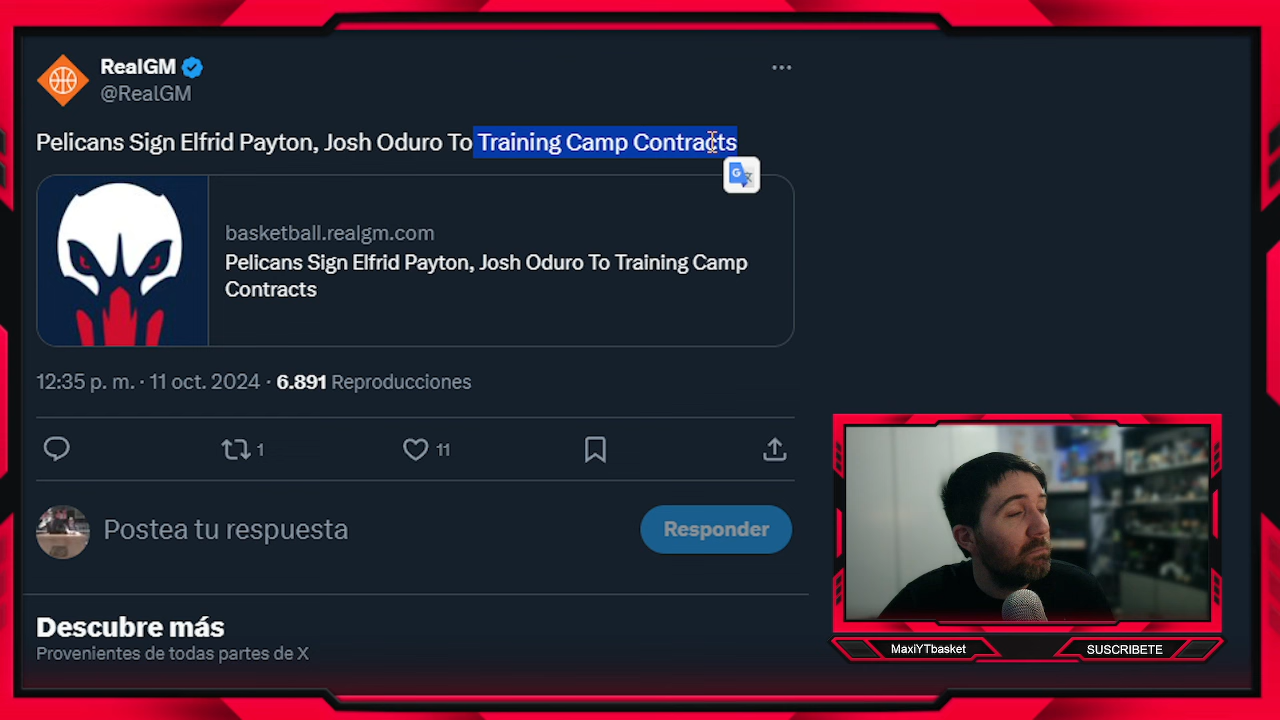 RealGM
@RealGM
Pelicans Sign Elfrid Payton, Josh Oduro To Training Camp Contracts
basketball.realgm.com
Pelicans Sign Elfrid Payton, Josh Oduro To Training Camp
Contracts
12:35 p. m. · 11 oct. 2024 · 6.891 Reproducciones
1 11
Postea tu respuesta Responder
Descubre más
Provenientes de todas partes de X
MaxiYTbasket SUSCRIBETE